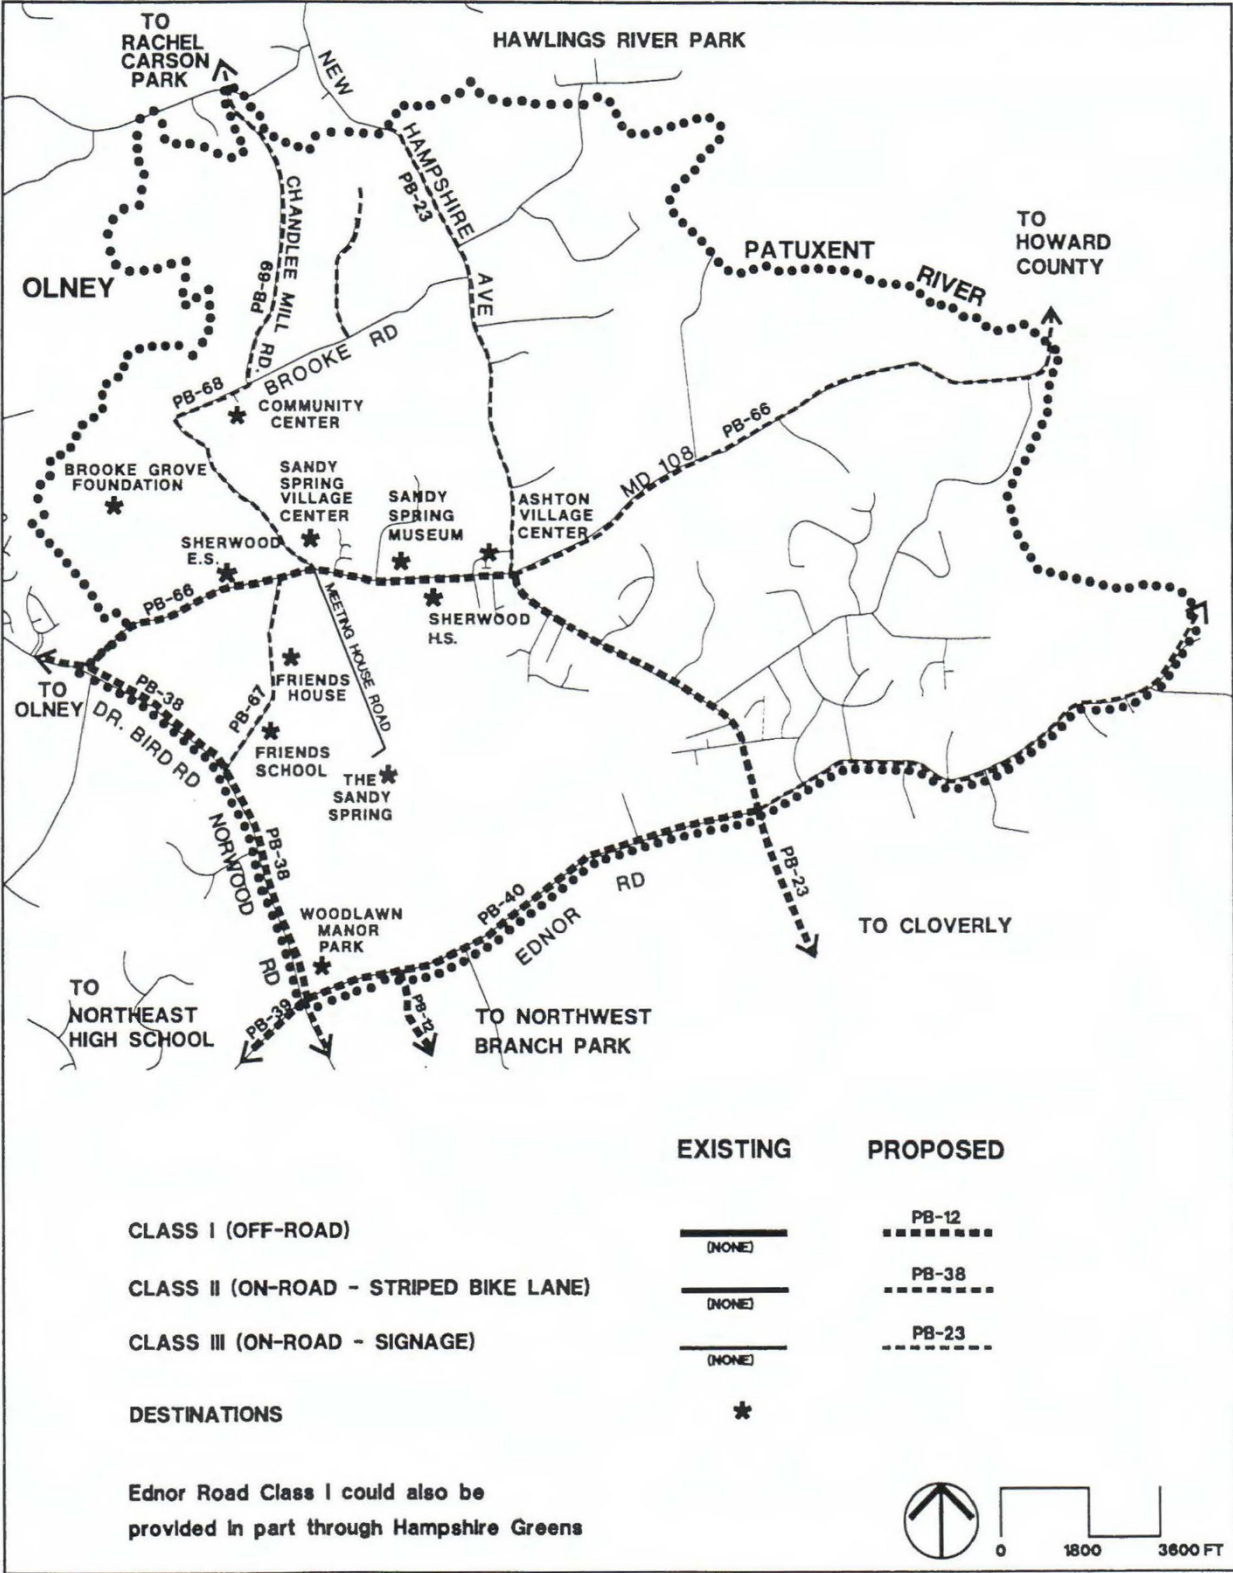 TO
RACHEL
CARSON
PARK
HAWLINGS RIVER PARK
NEW
HAMPSHIRE
AVE
PB-23
CHANDLEE MILL RD.
PB-69
OLNEY
PATUXENT
RIVER
TO
HOWARD
COUNTY
BROOKE RD
PB-68
COMMUNITY
CENTER
MD 108
PB-66
BROOKE GROVE
FOUNDATION
SANDY
SPRING
VILLAGE
CENTER
SANDY
SPRING
MUSEUM
ASHTON
VILLAGE
CENTER
SHERWOOD
E.S.
PB-66
SHERWOOD
H.S.
MEETING HOUSE ROAD
FRIENDS
HOUSE
TO
OLNEY
PB-38
DR. BIRD RD
PB-67
FRIENDS
SCHOOL
THE
SANDY
SPRING
NORWOOD
RD
PB-38
PB-40
EDNOR RD
PB-23
WOODLAWN
MANOR
PARK
TO CLOVERLY
TO
NORTHEAST
HIGH SCHOOL
PB-39
PB-12
TO NORTHWEST
BRANCH PARK
EXISTING PROPOSED
CLASS I (OFF-ROAD) (NONE) PB-12
CLASS II (ON-ROAD - STRIPED BIKE LANE) (NONE) PB-38
CLASS III (ON-ROAD - SIGNAGE) (NONE) PB-23
DESTINATIONS *
Ednor Road Class I could also be
provided in part through Hampshire Greens
0 1800 3600 FT